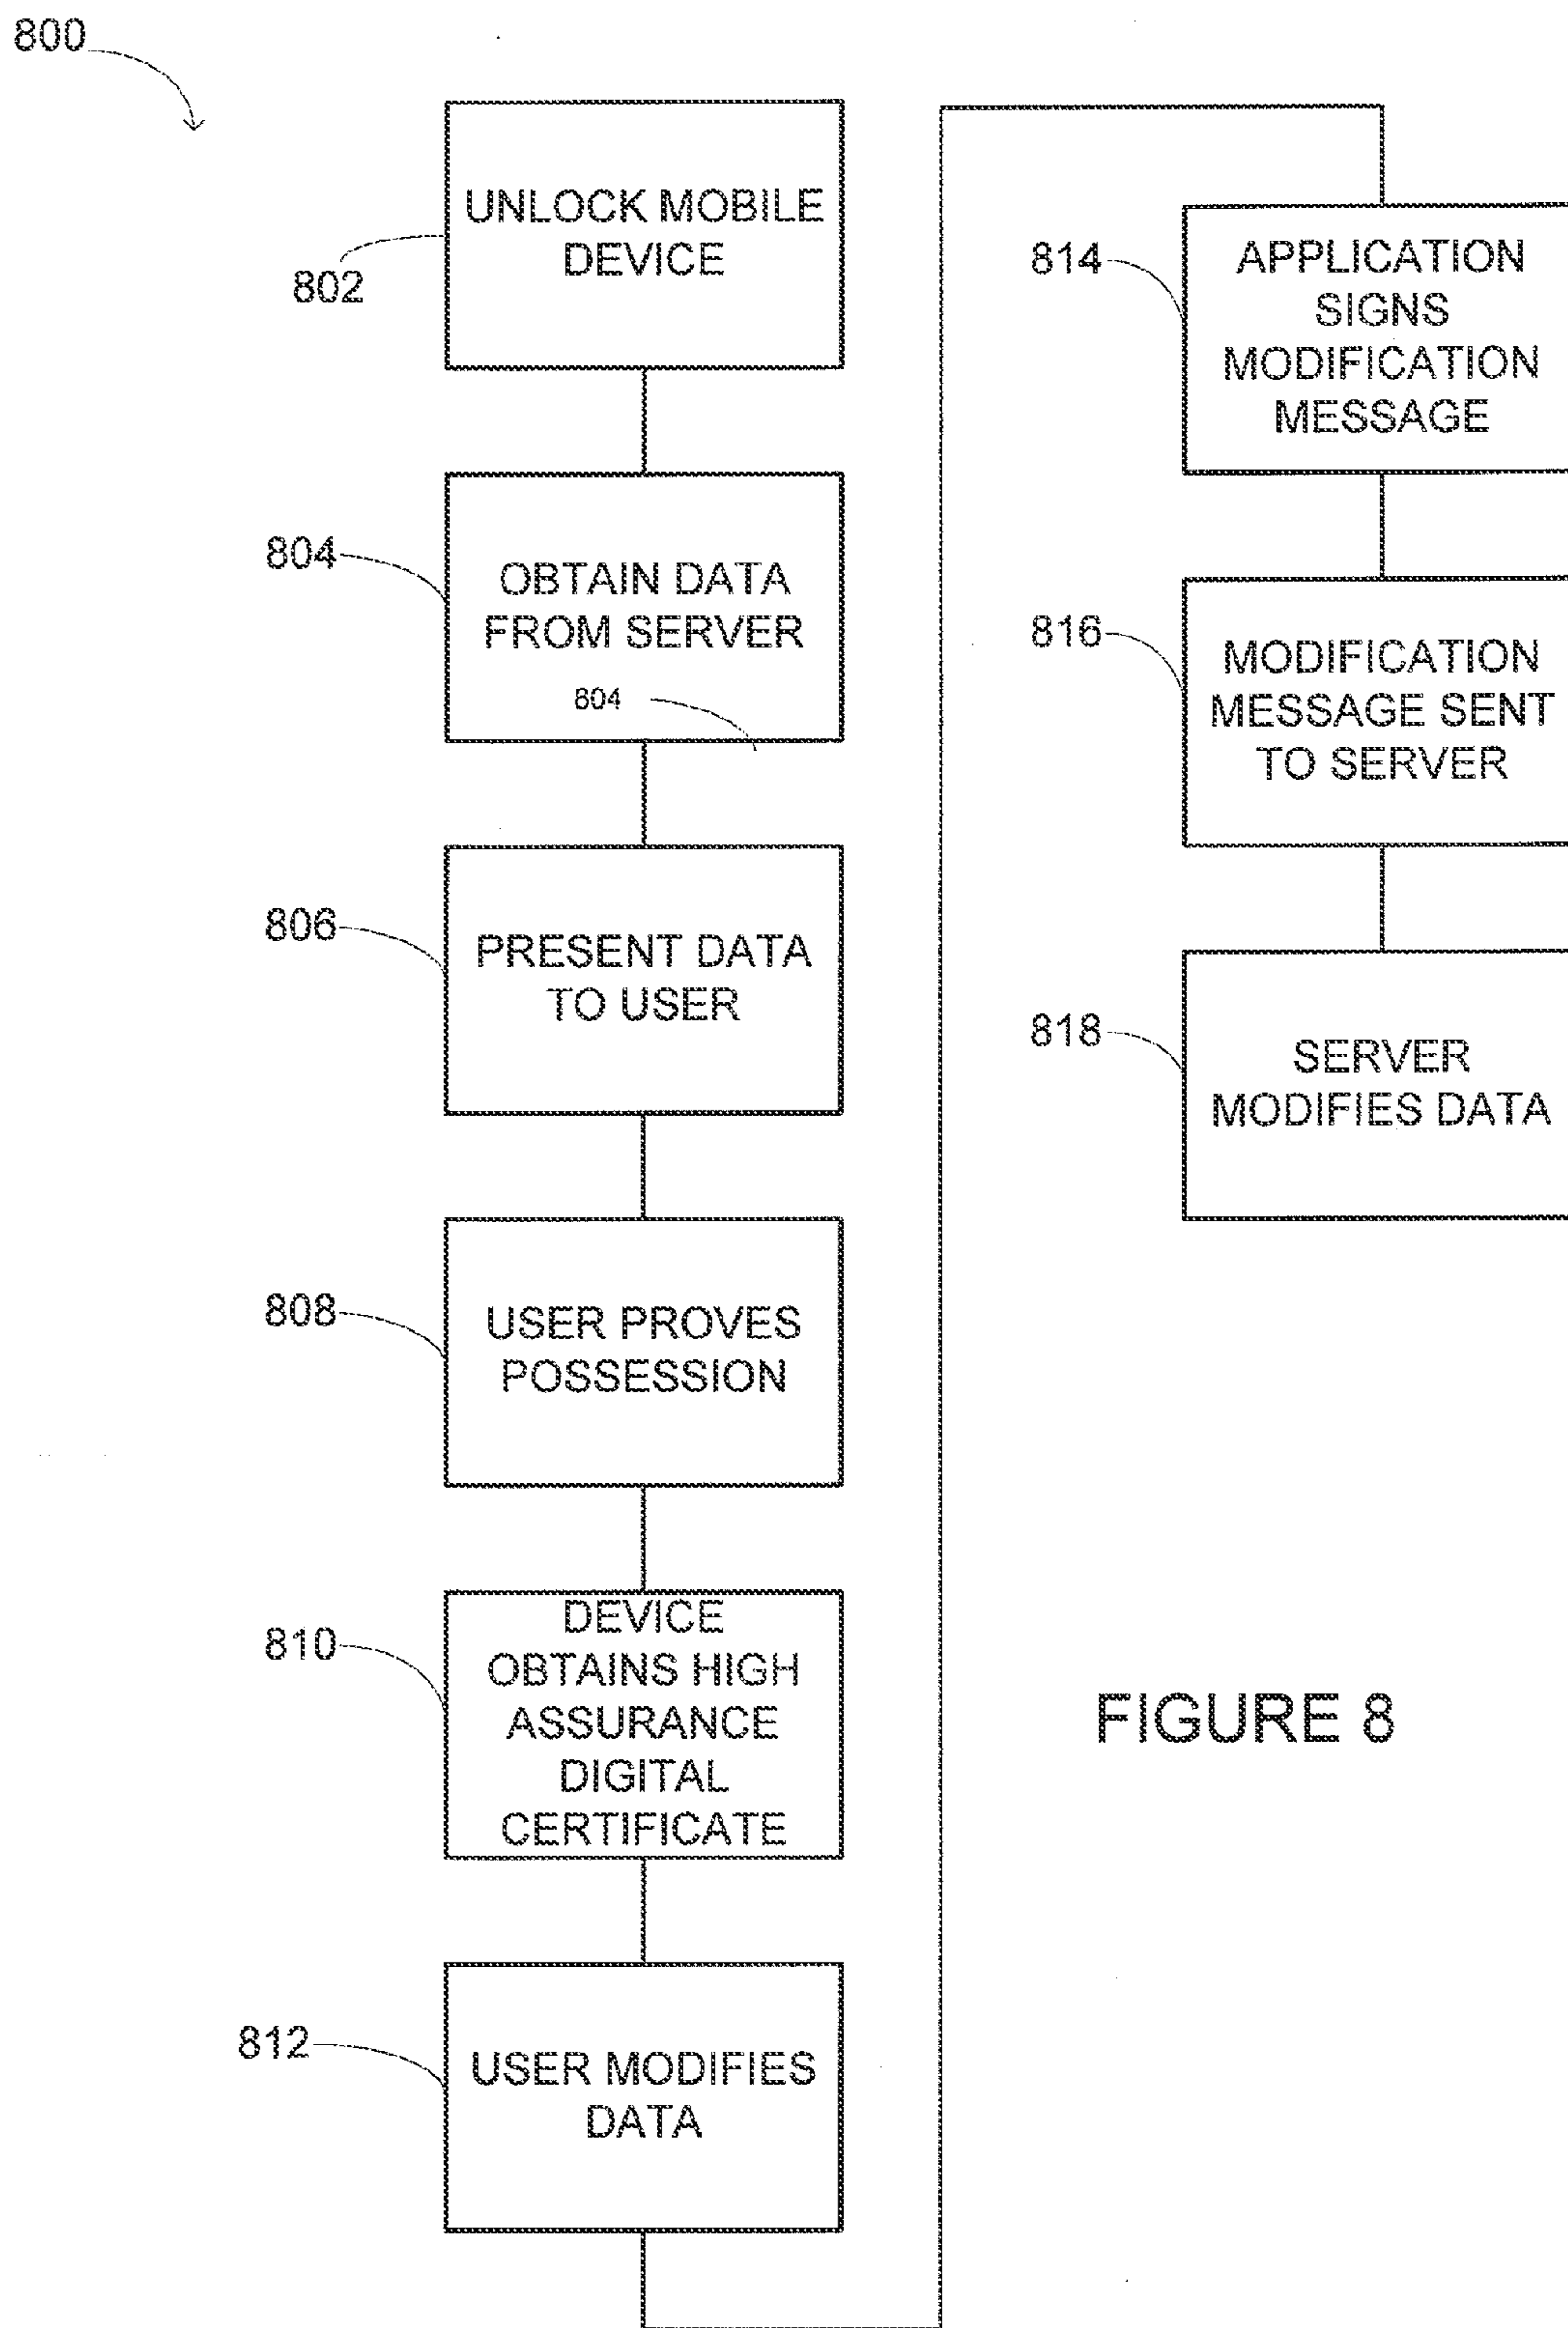 800
UNLOCK MOBILE
DEVICE
802
804
OBTAIN DATA
FROM SERVER
804
806
PRESENT DATA
TO USER
808
USER PROVES
POSSESSION
810
DEVICE
OBTAINS HIGH
ASSURANCE
DIGITAL
CERTIFICATE
812
USER MODIFIES
DATA
814
APPLICATION
SIGNS
MODIFICATION
MESSAGE
816
MODIFICATION
MESSAGE SENT
TO SERVER
818
SERVER
MODIFIES DATA
FIGURE 8